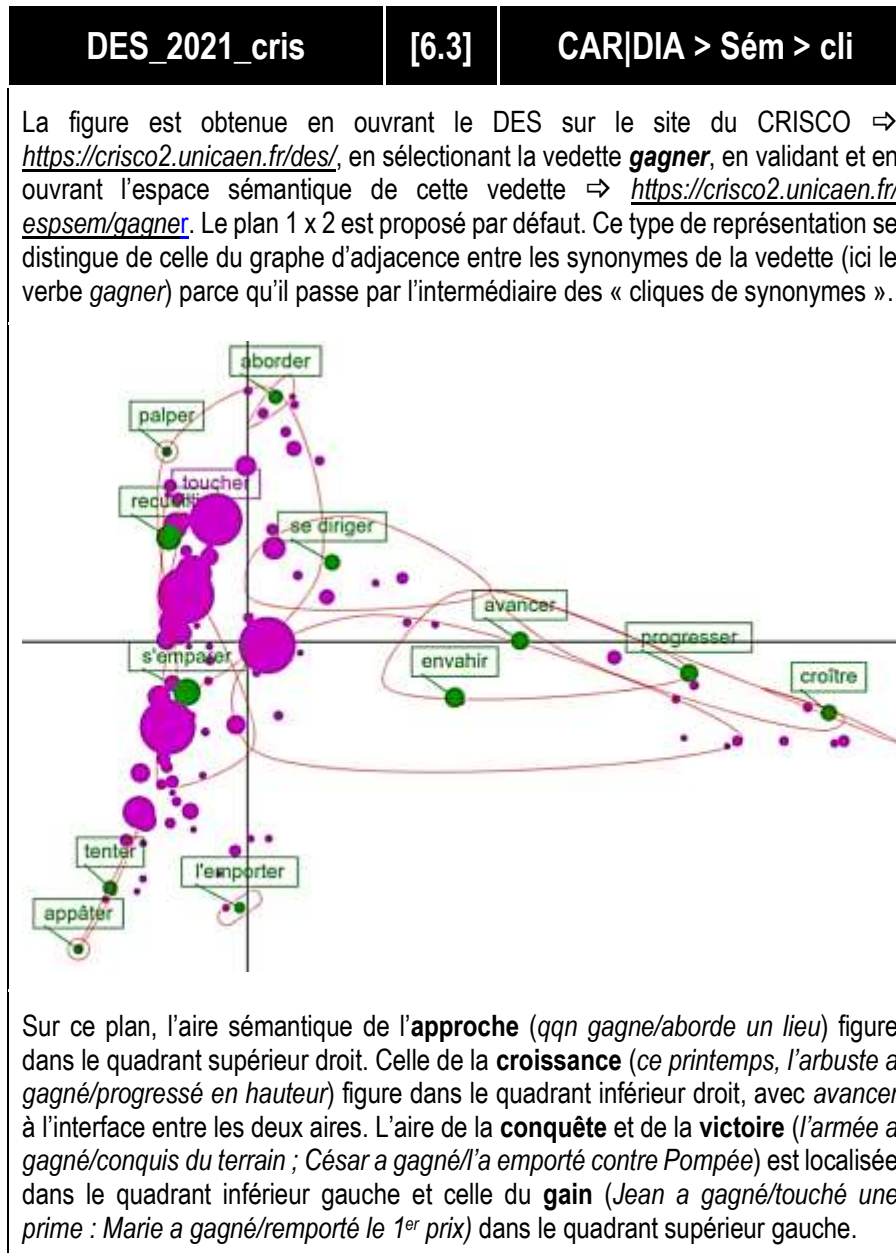 DES_2021_cris [6.3] CAR|DIA > Sém > cli
La figure est obtenue en ouvrant le DES sur le site du CRISCO ⇨
https://crisco2.unicaen.fr/des/, en sélectionant la vedette gagner, en validant et en
ouvrant l’espace sémantique de cette vedette ⇨ https://crisco2.unicaen.fr/
espsem/gagner. Le plan 1 x 2 est proposé par défaut. Ce type de représentation se
distingue de celle du graphe d’adjacence entre les synonymes de la vedette (ici le
verbe gagner) parce qu’il passe par l’intermédiaire des « cliques de synonymes ».
aborder
palper
toucher
se diriger
avancer
progresser
s'emparer
envahir
croître
tenter
l'emporter
appâter
Sur ce plan, l’aire sémantique de l’approche (qqn gagne/aborde un lieu) figure
dans le quadrant supérieur droit. Celle de la croissance (ce printemps, l’arbuste a
gagné/progressé en hauteur) figure dans le quadrant inférieur droit, avec avancer
à l’interface entre les deux aires. L’aire de la conquête et de la victoire (l’armée a
gagné/conquis du terrain ; César a gagné/l’a emporté contre Pompée) est localisée
dans le quadrant inférieur gauche et celle du gain (Jean a gagné/touché une
prime : Marie a gagné/remporté le 1er prix) dans le quadrant supérieur gauche.